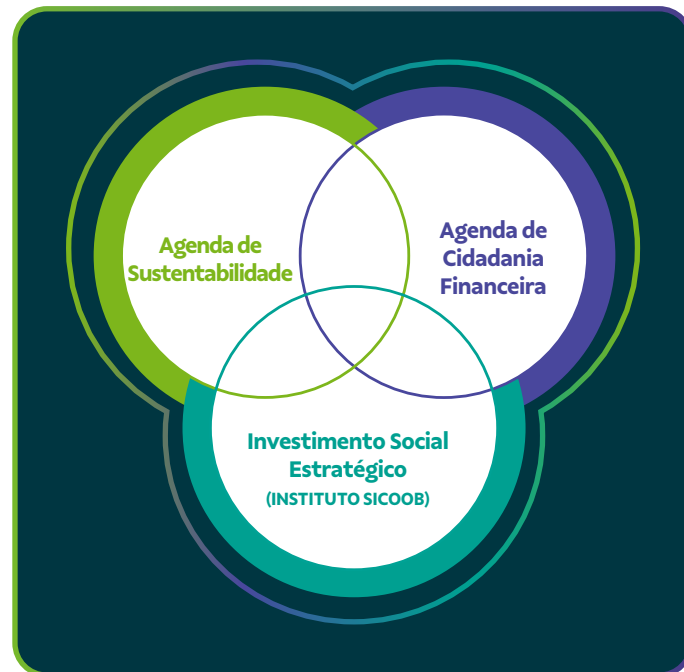 Agenda de
Sustentabilidade
Agenda de
Cidadania
Financeira
Investimento Social
Estratégico
(INSTITUTO SICOOB)